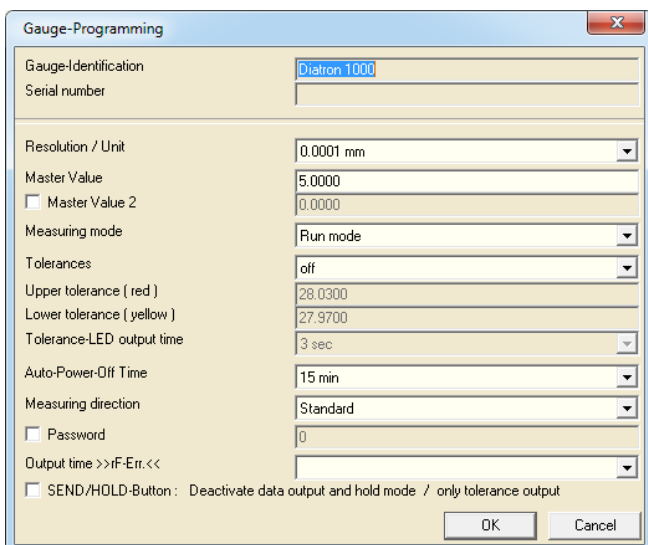 Gauge-Programming
Gauge-Identification Diatron 1000
Serial number
Resolution / Unit 0.0001 mm
Master Value 5.0000
Master Value 2 0.0000
Measuring mode Run mode
Tolerances off
Upper tolerance ( red ) 28.0300
Lower tolerance ( yellow ) 27.9700
Tolerance-LED output time 3 sec
Auto-Power-Off Time 15 min
Measuring direction Standard
Password 0
Output time >>rF-Err.<<
SEND/HOLD-Button : Deactivate data output and hold mode / only tolerance output
OK Cancel